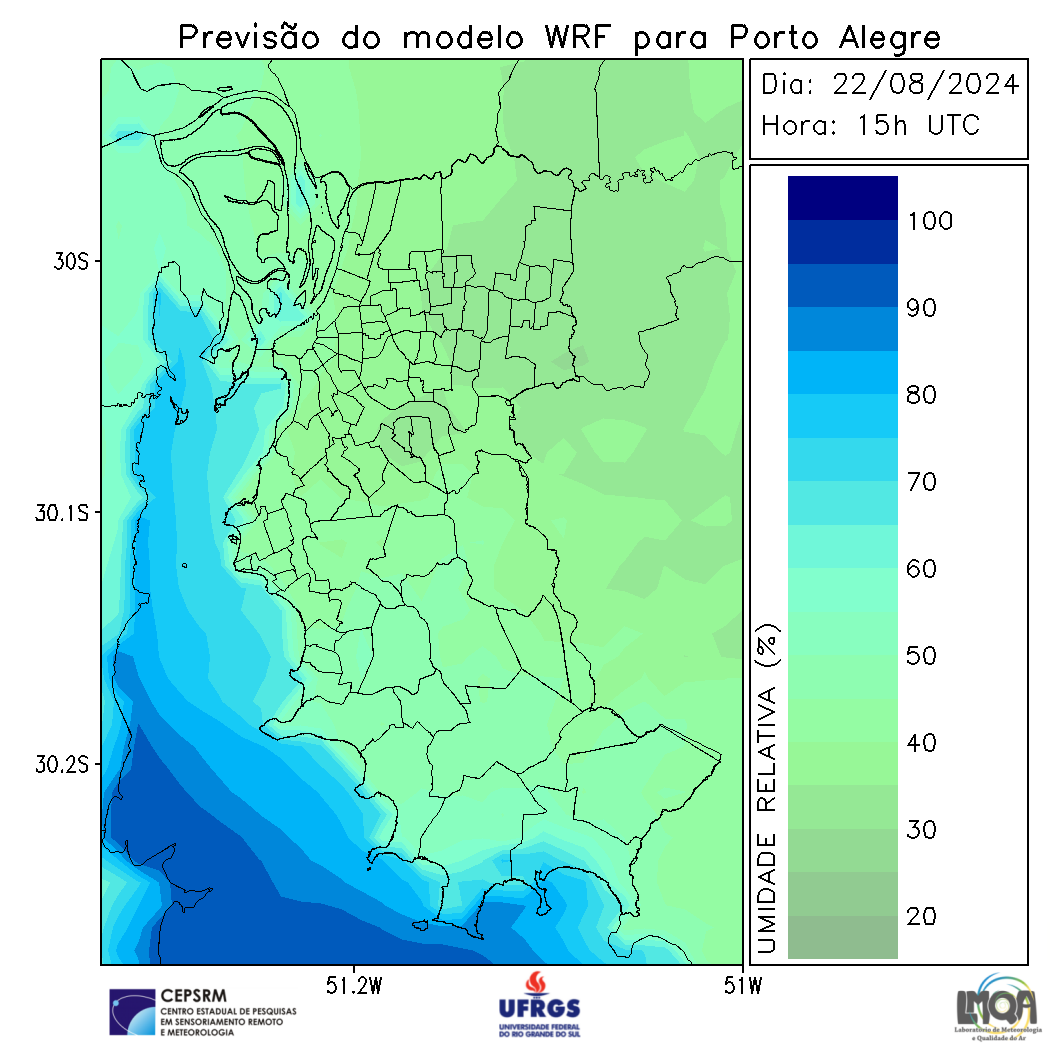 Previsão do modelo WRF para Porto Alegre
Dia: 22/08/2024
Hora: 15h UTC
30S
30.1S
30.2S
51.2W
51W
100
90
80
70
60
50
40
30
20
UMIDADE RELATIVA (%)
CEPSRM
CENTRO ESTADUAL DE PESQUISAS
EM SENSORIAMENTO REMOTO
E METEOROLOGIA
UFRGS
UNIVERSIDADE FEDERAL
DO RIO GRANDE DO SUL
LMQA
Laboratório de Meteorologia
e Qualidade do Ar